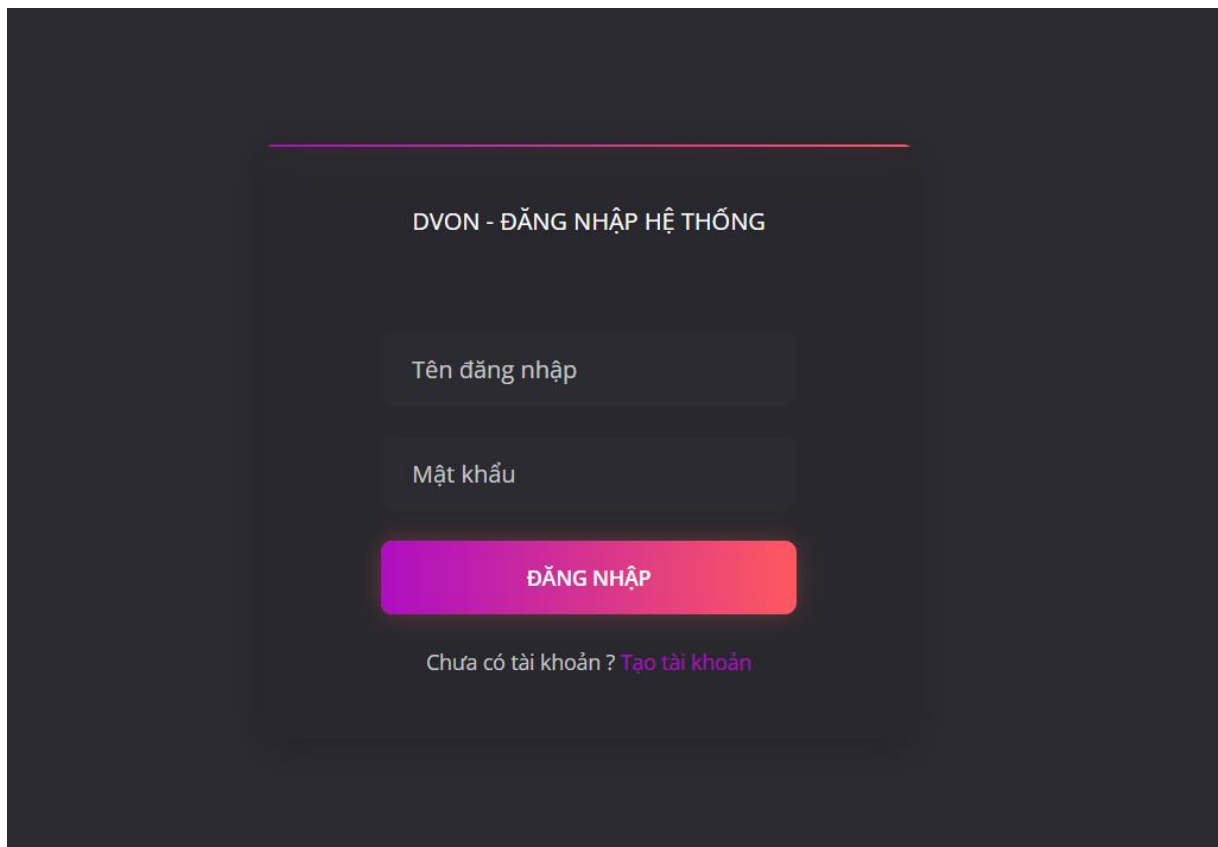 DVON - ĐĂNG NHẬP HỆ THỐNG
Tên đăng nhập
Mật khẩu
ĐĂNG NHẬP
Chưa có tài khoản ? Tạo tài khoản